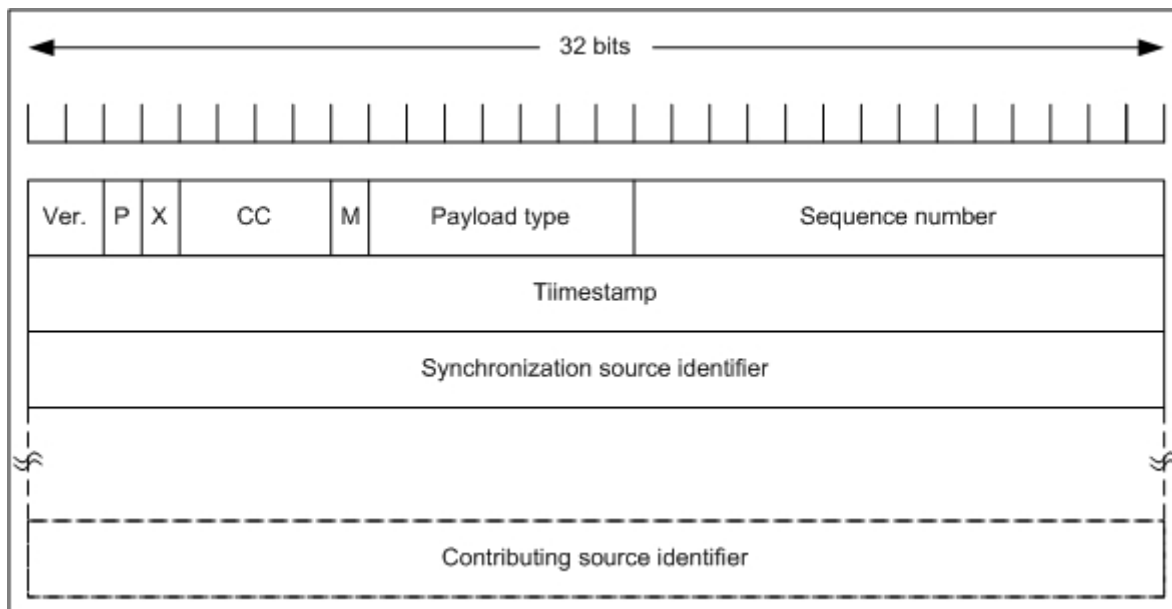 32 bits
Ver. P X CC M Payload type Sequence number
Tiimestamp
Synchronization source identifier
Contributing source identifier